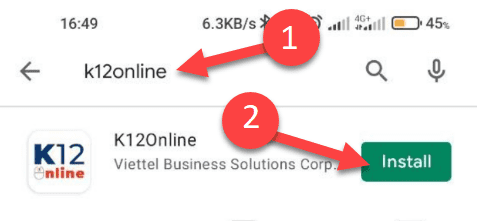 16:49 6.3KB/s 4G+ 45%
1
k12online
2
K12Online
Viettel Business Solutions Corp...
Install
K12
Online